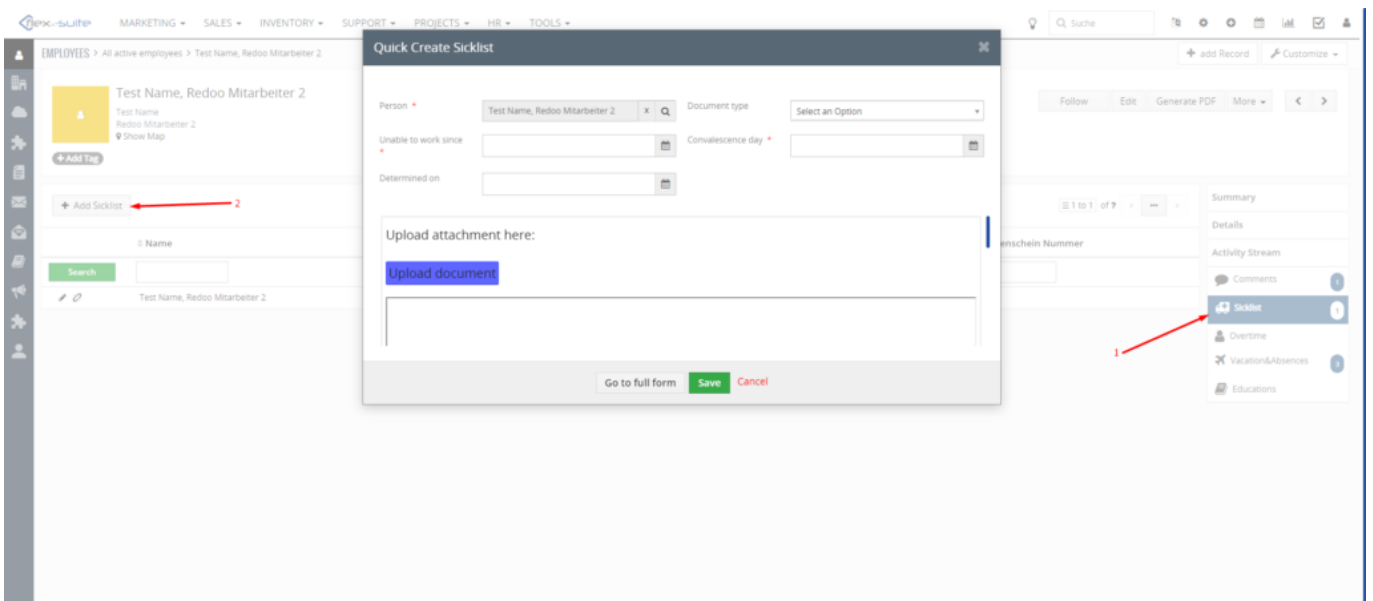 flex-suite MARKETING SALES INVENTORY SUPPORT PROJECTS HR TOOLS Suche
EMPLOYEES > All active employees > Test Name, Redoo Mitarbeiter 2
+ add Record Customize
Test Name, Redoo Mitarbeiter 2
Test Name
Redoo Mitarbeiter 2
Show Map
+Add Tag
Follow Edit Generate PDF More
Quick Create Sicklist
Person * Test Name, Redoo Mitarbeiter 2 x Document type Select an Option
Unable to work since * Convalescence day *
Determined on
Upload attachment here:
Upload document
Go to full form Save Cancel
+ Add Sicklist 2
1 to 1 of ?
Name enschein Nummer
Search
Test Name, Redoo Mitarbeiter 2
Summary
Details
Activity Stream
Comments 1
Sicklist 1
1
Overtime
Vacation&Absences 3
Educations